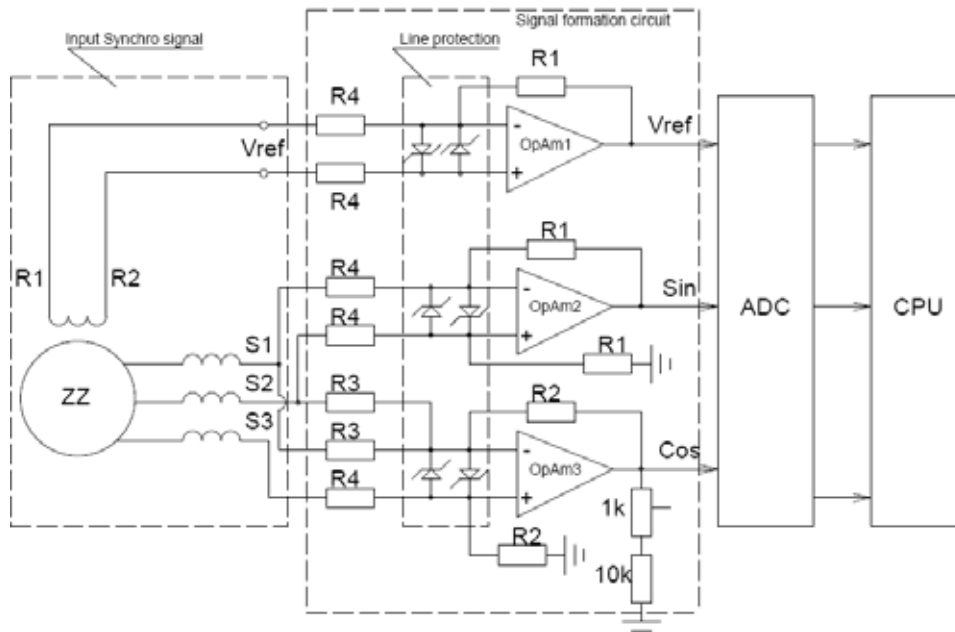 Signal formation circuit
Input Synchro signal
Line protection
R1
R4
Vref
Vref
OpAm1
R4
R1 R2
R1
R4
Sin
OpAm2
R4
ADC CPU
S1
R1
ZZ
S2
R3
R2
S3
R3
Cos
OpAm3
R4
1k
R2
10k